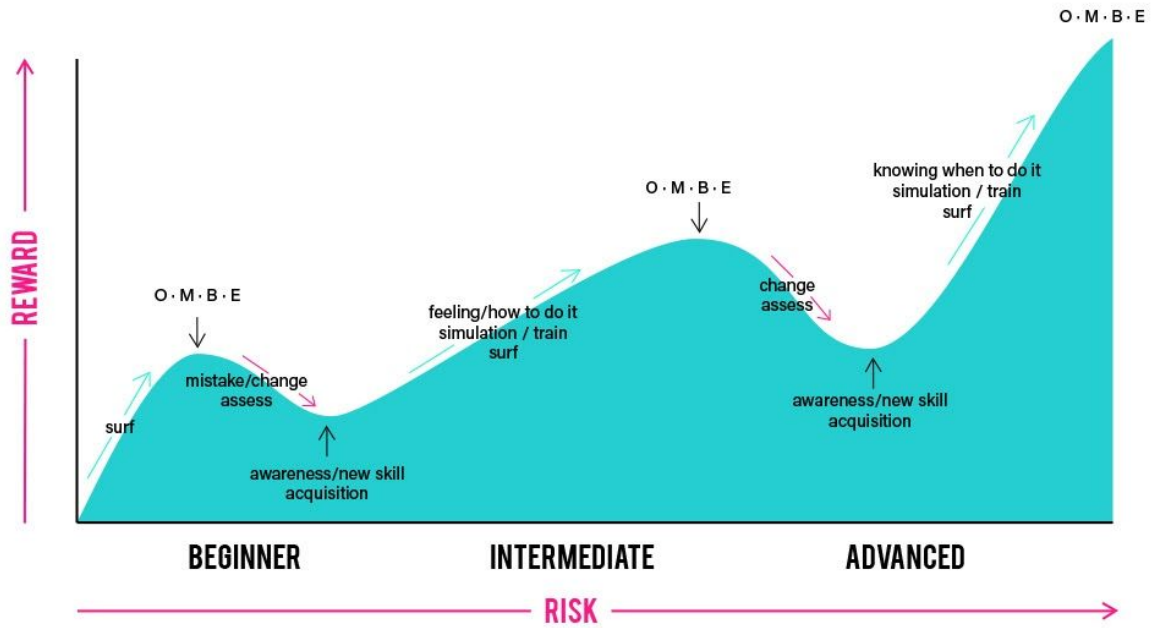 O·M·B·E
knowing when to do it
simulation / train
surf
O·M·B·E
change
assess
O·M·B·E
feeling/how to do it
simulation / train
surf
mistake/change
assess
surf
awareness/new skill
acquisition
awareness/new skill
acquisition
REWARD
BEGINNER
INTERMEDIATE
ADVANCED
RISK